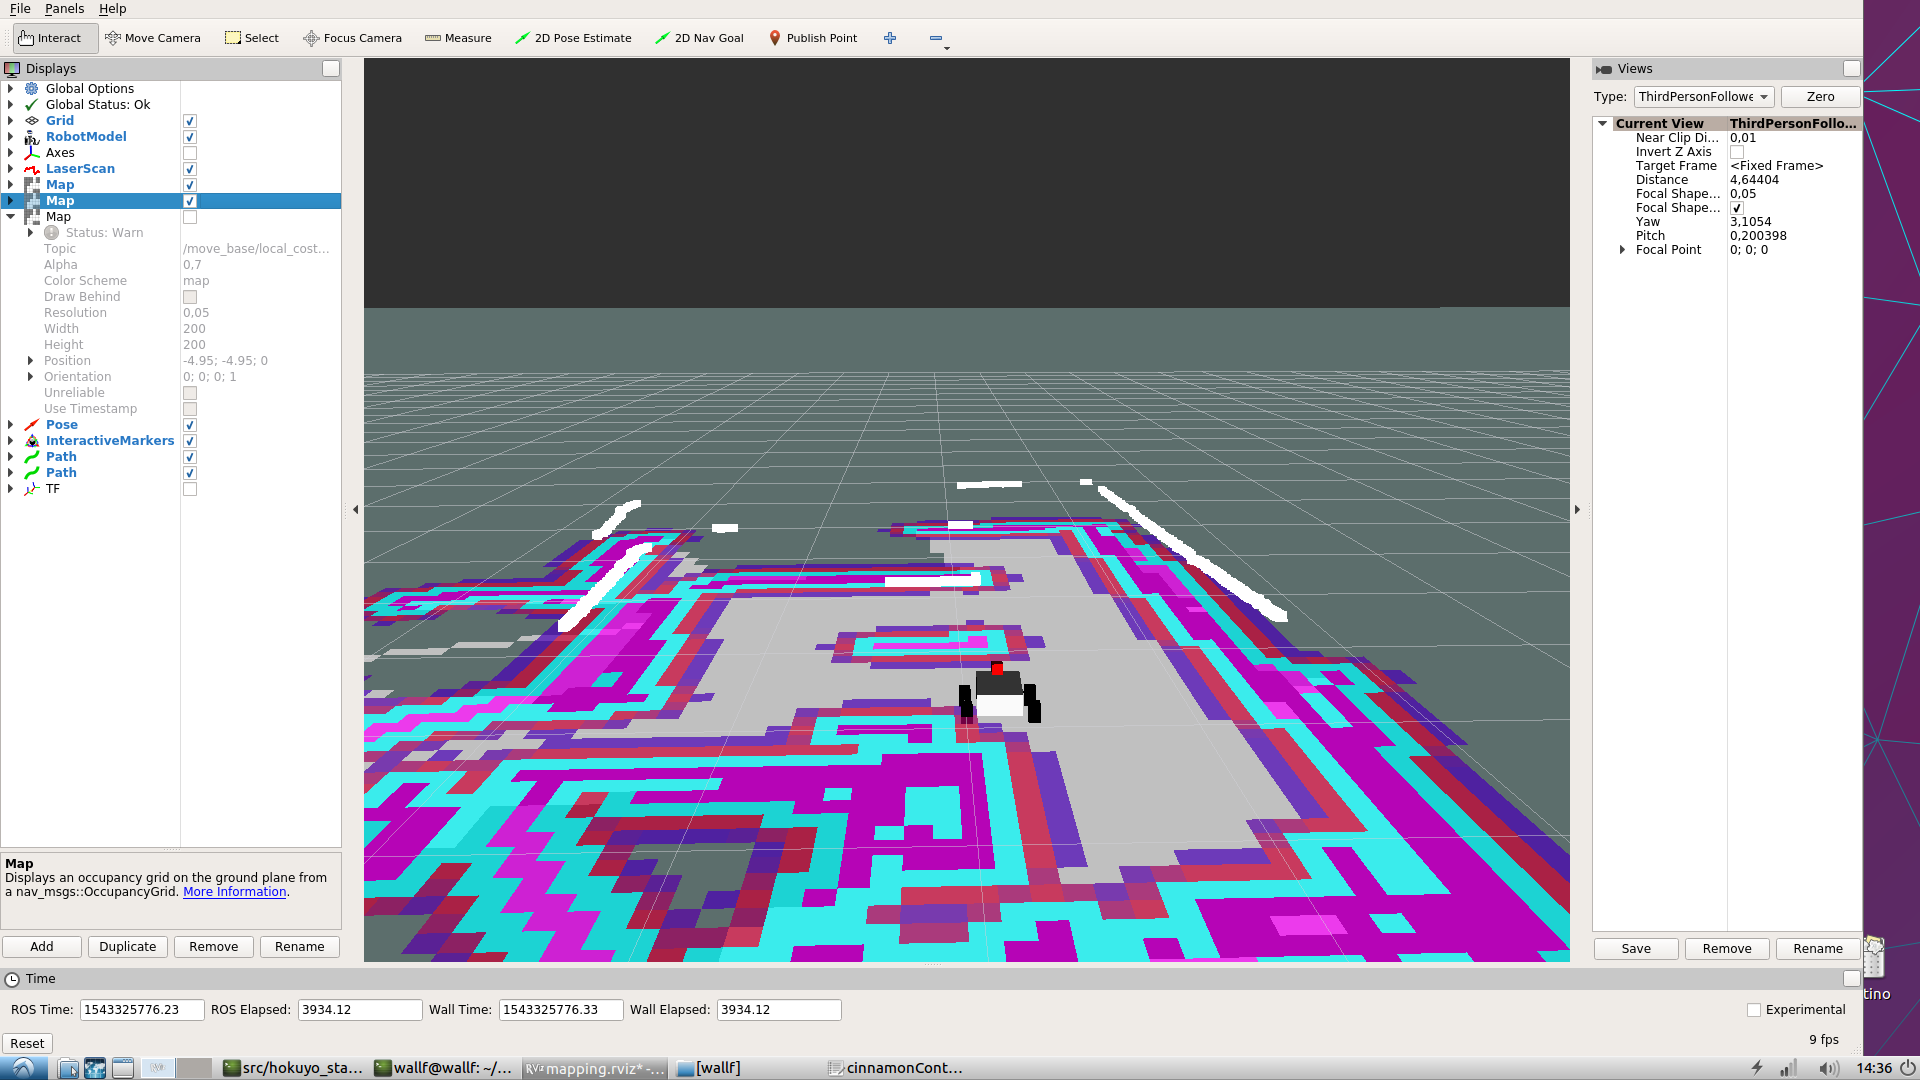 File Panels Help
Interact Move Camera Select Focus Camera Measure 2D Pose Estimate 2D Nav Goal Publish Point
Displays
Global Options
Global Status: Ok
Grid
RobotModel
Axes
LaserScan
Map
Map
Map
Status: Warn
Topic /move_base/local_cost...
Alpha 0,7
Color Scheme map
Draw Behind
Resolution 0,05
Width 200
Height 200
Position -4.95; -4.95; 0
Orientation 0; 0; 0; 1
Unreliable
Use Timestamp
Pose
InteractiveMarkers
Path
Path
TF
Map
Displays an occupancy grid on the ground plane from
a nav_msgs::OccupancyGrid. More Information.
Add Duplicate Remove Rename
Views
Type: ThirdPersonFollowe Zero
Current View ThirdPersonFollo...
Near Clip Di... 0,01
Invert Z Axis
Target Frame <Fixed Frame>
Distance 4,64404
Focal Shape... 0,05
Focal Shape...
Yaw 3,1054
Pitch 0,200398
Focal Point 0; 0; 0
Save Remove Rename
tino
Time
ROS Time: 1543325776.23 ROS Elapsed: 3934.12 Wall Time: 1543325776.33 Wall Elapsed: 3934.12 Experimental
Reset 9 fps
src/hokuyo_sta... wallf@wallf: ~/... RViz mapping.rviz* -... [wallf] cinnamonCont... 14:36